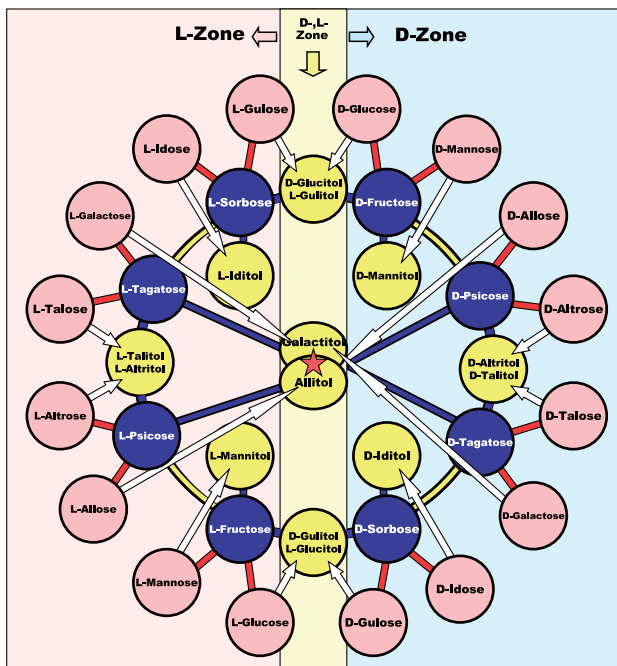 L-Zone
D-,L-
Zone
D-Zone
L-Gulose
D-Glucose
L-Idose
D-Mannose
D-Glucitol
L-Gulitol
L-Sorbose
D-Fructose
L-Galactose
D-Allose
L-Iditol
D-Mannitol
L-Tagatose
D-Psicose
L-Talose
D-Altrose
Galactitol
L-Talitol
L-Altritol
D-Altritol
D-Talitol
Allitol
L-Altrose
D-Talose
L-Psicose
D-Tagatose
L-Mannitol
D-Iditol
L-Allose
D-Galactose
L-Fructose
D-Sorbose
D-Gulitol
L-Glucitol
L-Mannose
D-Idose
L-Glucose
D-Gulose